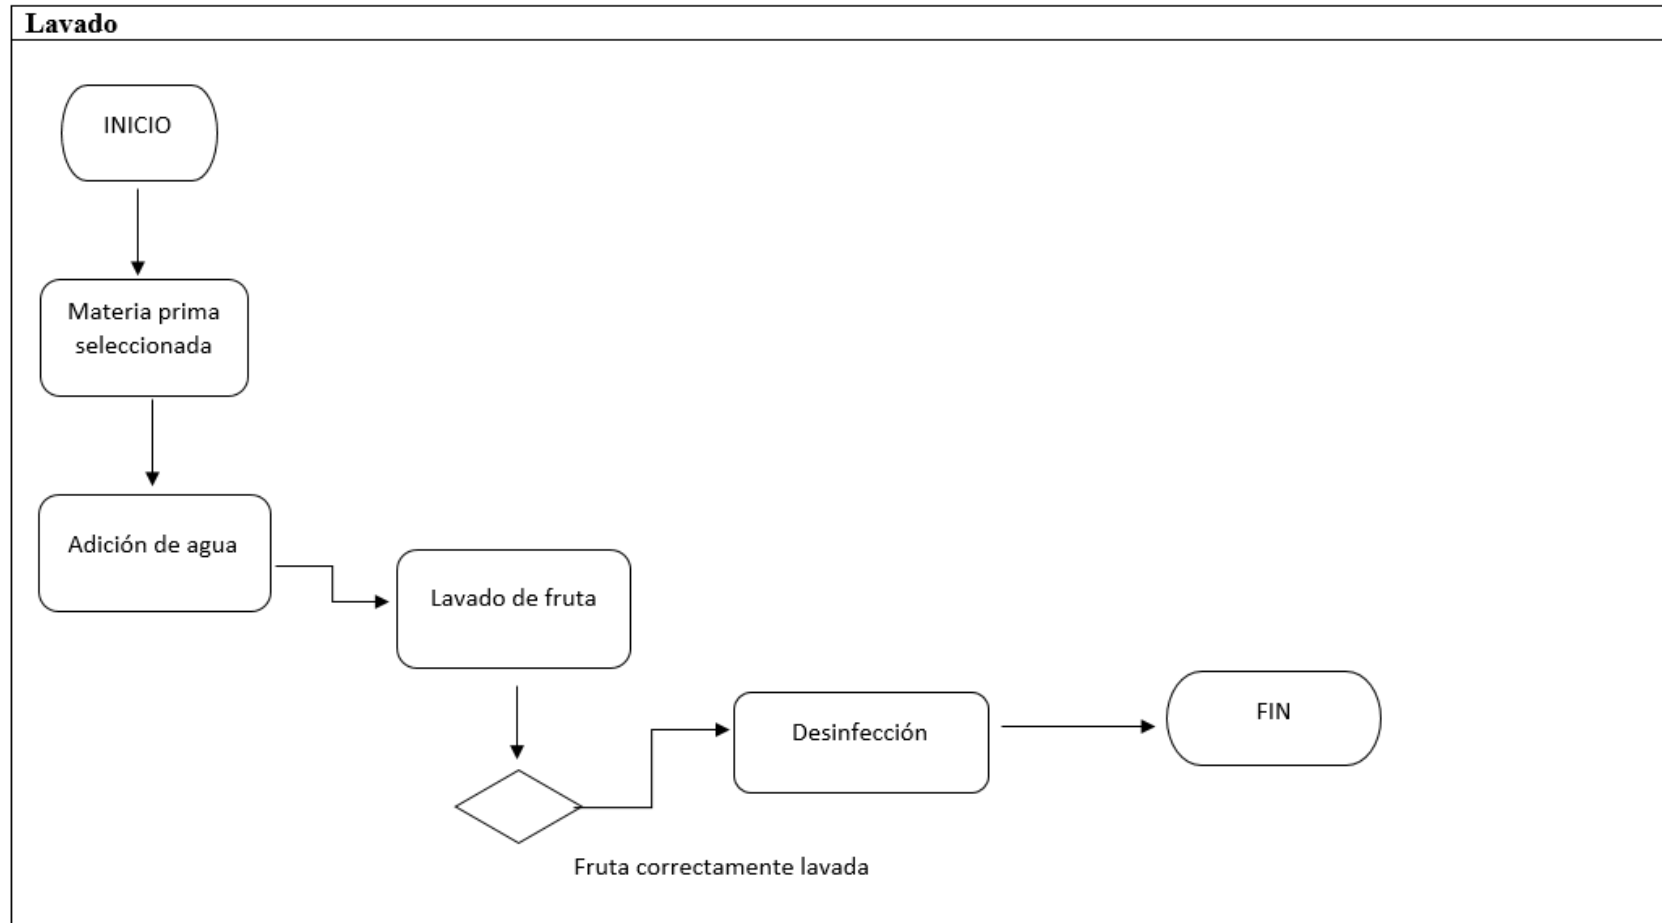 Lavado
INICIO
Materia prima
seleccionada
Adición de agua
Lavado de fruta
Desinfección
FIN
Fruta correctamente lavada